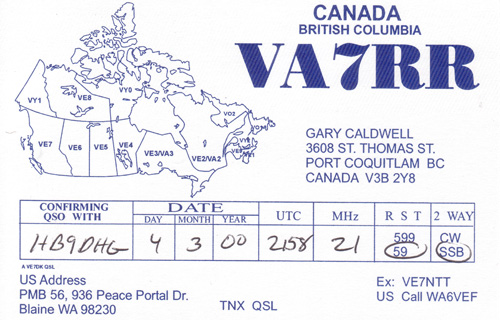 CANADA
BRITISH COLUMBIA
VA7RR
VY1
VE8
VY0
VO2
VE7
VE6
VE5
VE4
VE3/VA3
VE2/VA2
VY2
VE1
GARY CALDWELL
3608 ST. THOMAS ST.
PORT COQUITLAM BC
CANADA V3B 2Y8
CONFIRMING QSO WITH
DATE
DAY MONTH YEAR
UTC
MHz
R S T
2 WAY
HB9DHG 4 3 00 2158 21
599 CW
59 SSB
A VE7DK QSL
US Address
PMB 56, 936 Peace Portal Dr.
Blaine WA 98230
TNX QSL
Ex: VE7NTT
US Call WA6VEF